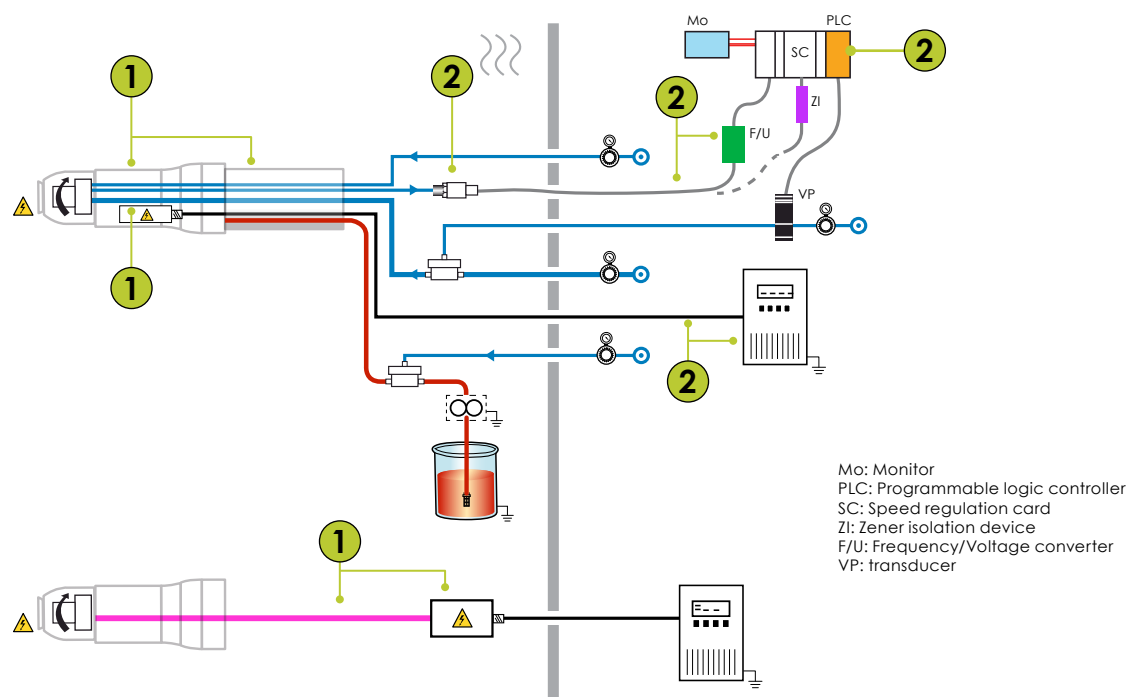 Mo
PLC
SC
2
1
2
2
ZI
F/U
VP
1
2
Mo: Monitor
PLC: Programmable logic controller
SC: Speed regulation card
ZI: Zener isolation device
F/U: Frequency/Voltage converter
VP: transducer
1